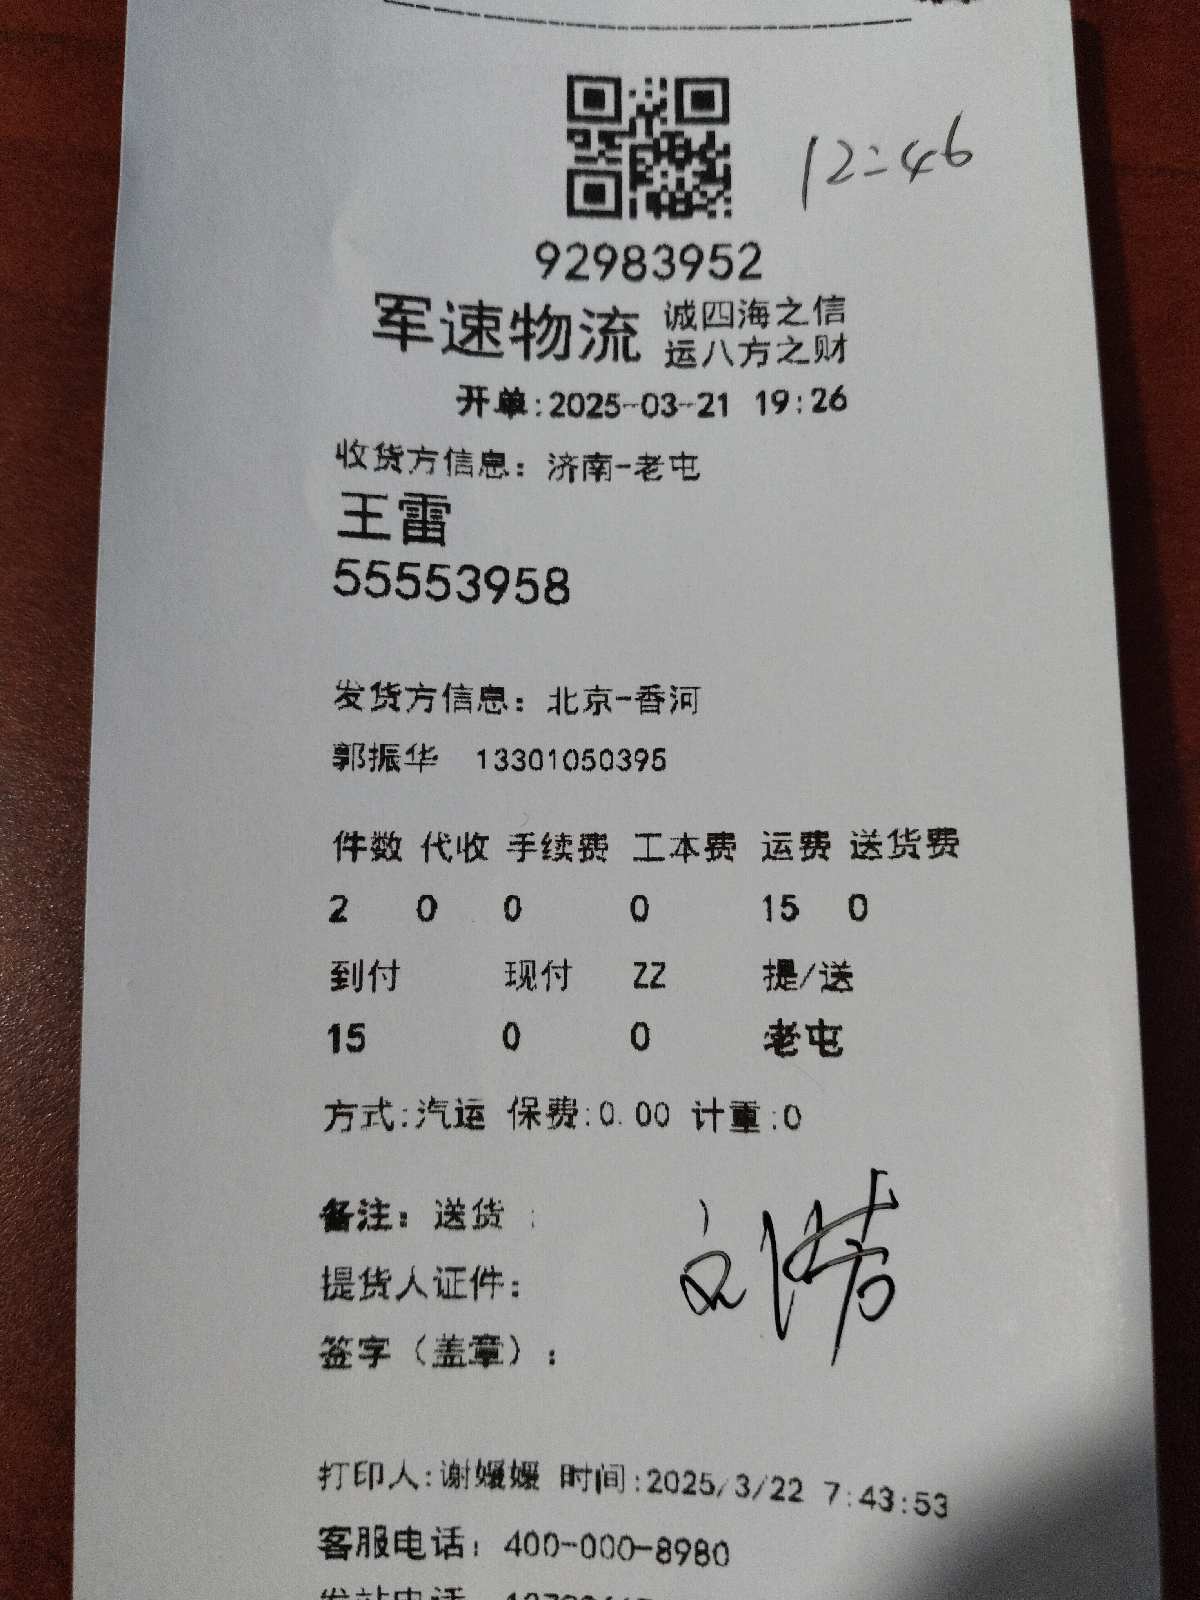 12:46
92983952
军速物流 诚四海之信
运八方之财
开单:2025-03-21 19:26
收货方信息：济南-老屯
王雷
55553958
发货方信息：北京-香河
郭振华 13301050395
件数 代收 手续费 工本费 运费 送货费
2 0 0 0 15 0
到付 现付 ZZ 提/送
15 0 0 老屯
方式:汽运 保费:0.00 计重:0
备注：送货 :
提货人证件：
签字（盖章）：
打印人:谢媛媛 时间:2025/3/22 7:43:53
客服电话：400-000-8980
发站电话